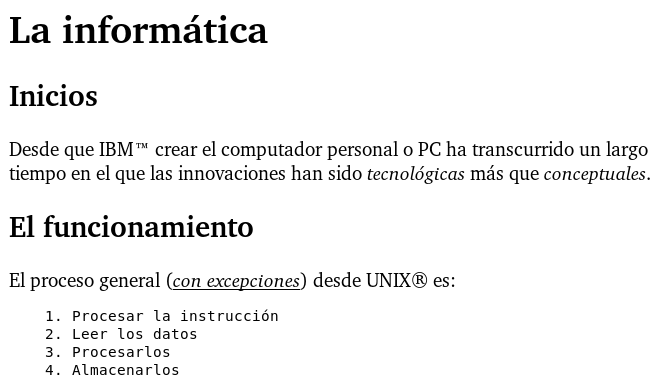 La informática
Inicios
Desde que IBM™ crear el computador personal o PC ha transcurrido un largo
tiempo en el que las innovaciones han sido tecnológicas más que conceptuales.
El funcionamiento
El proceso general (con excepciones) desde UNIX® es:
1. Procesar la instrucción
2. Leer los datos
3. Procesarlos
4. Almacenarlos